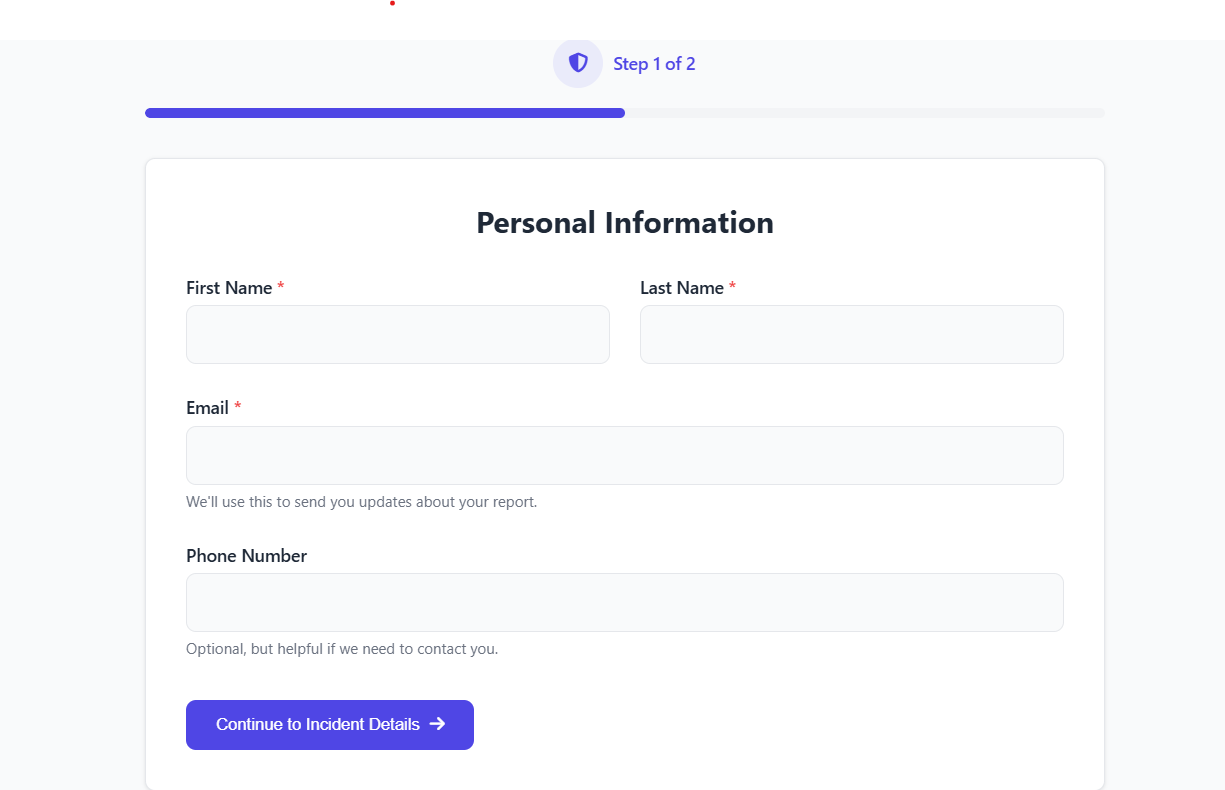 Step 1 of 2
Personal Information
First Name *
Last Name *
Email *
We'll use this to send you updates about your report.
Phone Number
Optional, but helpful if we need to contact you.
Continue to Incident Details →